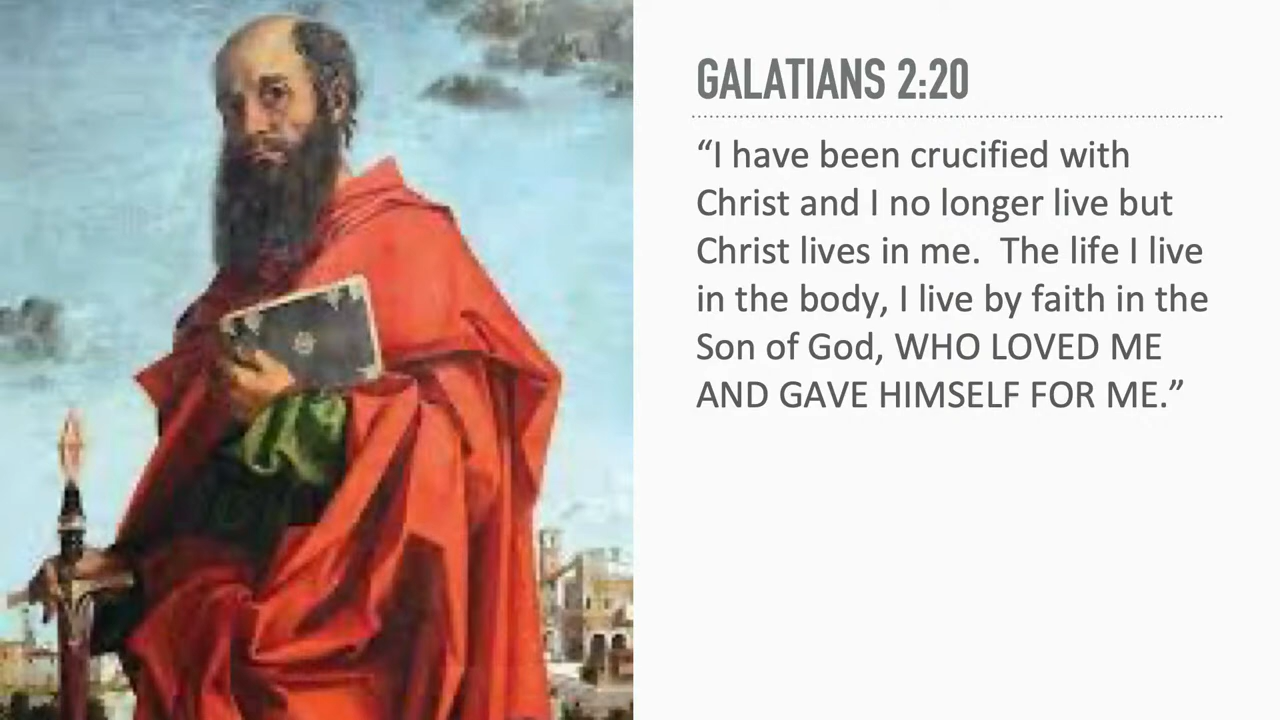 GALATIANS 2:20
“I have been crucified with
Christ and I no longer live but
Christ lives in me.  The life I live
in the body, I live by faith in the
Son of God, WHO LOVED ME
AND GAVE HIMSELF FOR ME.”